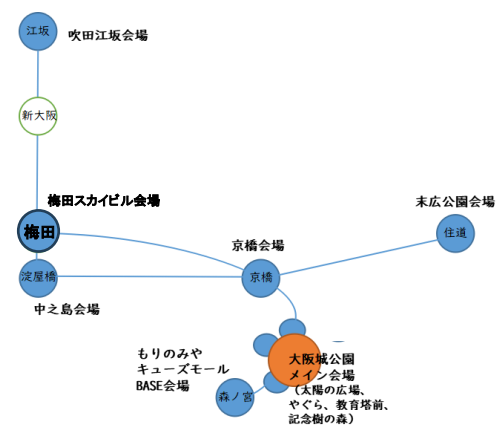 江坂
吹田江坂会場
新大阪
梅田スカイビル会場
末広公園会場
梅田
住道
京橋会場
淀屋橋
京橋
中之島会場
もりのみや
キューズモール
BASE会場
大阪城公園
メイン会場
（太陽の広場、
やぐら、教育塔前、
記念樹の森）
森ノ宮